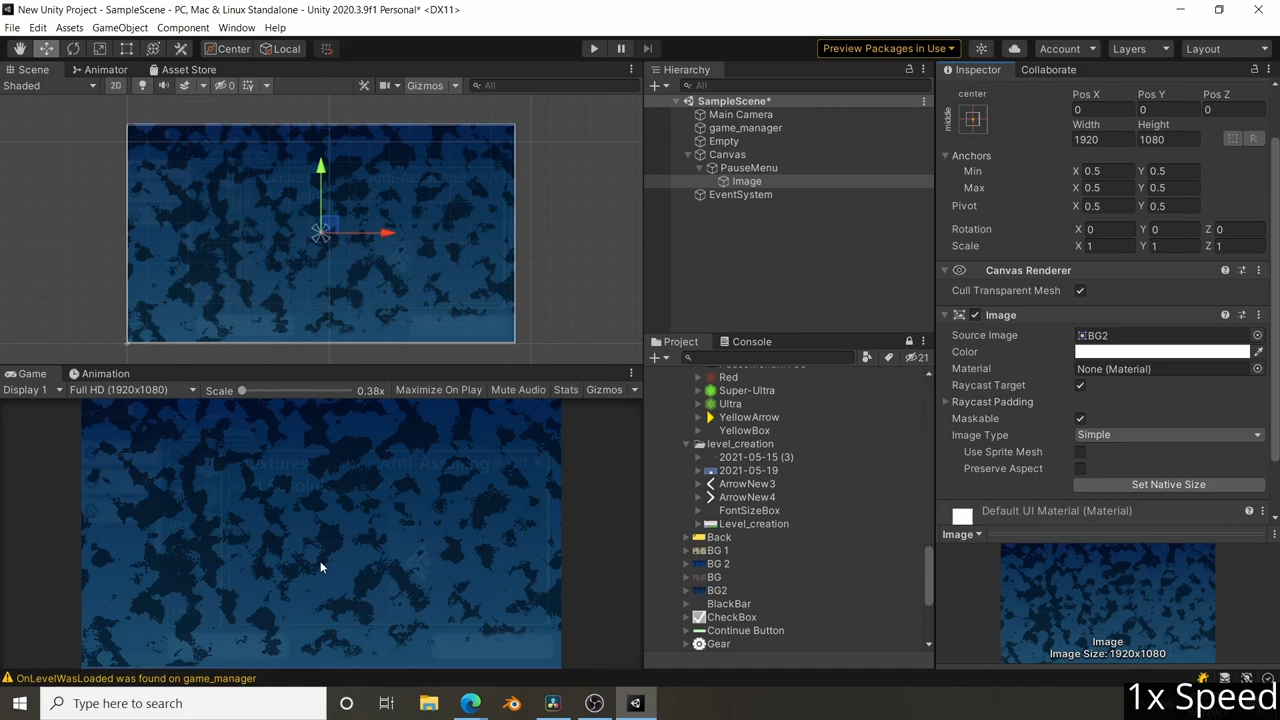 New Unity Project - SampleScene - PC, Mac & Linux Standalone - Unity 2020.3.9f1 Personal* <DX11>
File Edit Assets GameObject Component Window Help
Center Local
Preview Packages in Use
Account Layers Layout
Scene Animator Asset Store
Shaded 2D 0 Gizmos All
Hierarchy
All
SampleScene*
Main Camera
game_manager
Empty
Canvas
PauseMenu
Image
EventSystem
Inspector Collaborate
center
middle
Pos X Pos Y Pos Z
0 0 0
Width Height
1920 1080
R
Anchors
Min X 0.5 Y 0.5
Max X 0.5 Y 0.5
Pivot X 0.5 Y 0.5
Rotation X 0 Y 0 Z 0
Scale X 1 Y 1 Z 1
Canvas Renderer
Cull Transparent Mesh
Image
Source Image BG2
Color
Material None (Material)
Raycast Target
Raycast Padding
Maskable
Image Type Simple
Use Sprite Mesh
Preserve Aspect
Set Native Size
Default UI Material (Material)
Image
Image
Image Size: 1920x1080
Game Animation
Display 1 Full HD (1920x1080) Scale 0.38x Maximize On Play Mute Audio Stats Gizmos
Project Console
21
Red
Super-Ultra
Ultra
YellowArrow
YellowBox
level_creation
2021-05-15 (3)
2021-05-19
ArrowNew3
ArrowNew4
FontSizeBox
Level_creation
Back
BG 1
BG 2
BG
BG2
BlackBar
CheckBox
Continue Button
Gear
OnLevelWasLoaded was found on game_manager
Type here to search
1x Speed